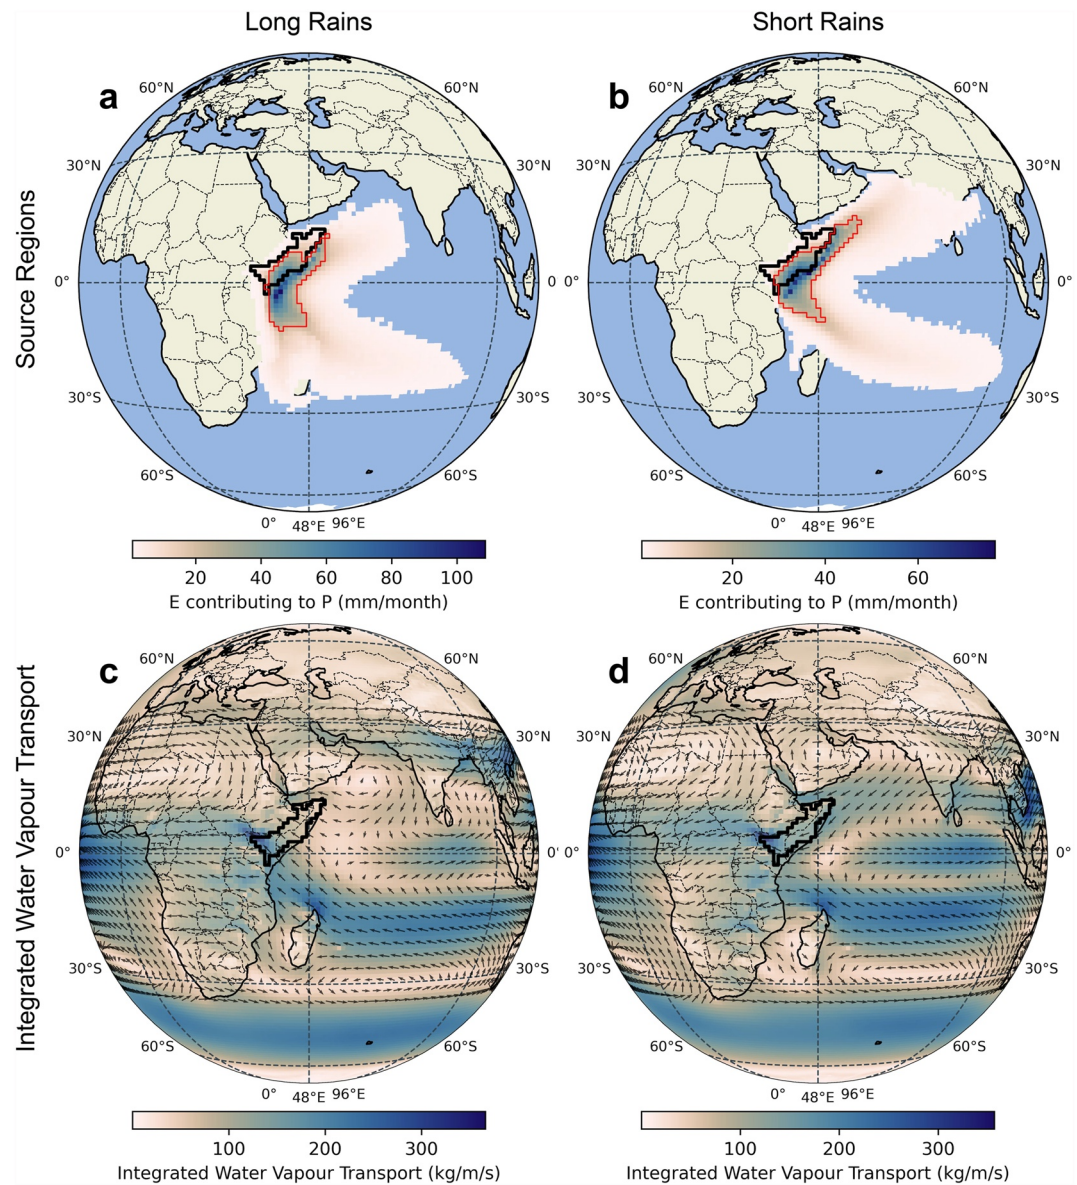 Long Rains
Short Rains
Source Regions
a
60°N
60°N
30°N
30°N
0°
0
30°S
30°S
60°S
60°S
0°
48°E
96°E
20
40
60
80
100
E contributing to P (mm/month)
b
60°N
60°N
30°N
30°N
0°
0°
30°S
30°S
60°S
60°S
0°
48°E
96°E
20
40
60
E contributing to P (mm/month)
Integrated Water Vapour Transport
c
60°N
60°N
30°N
30°N
0°
0'
30°S
30°S
60°S
60°S
0°
48°E
96°E
100
200
300
Integrated Water Vapour Transport (kg/m/s)
d
60°N
60°N
30°N
30°N
0°
0°
30°S
30°S
60°S
60°S
0°
48°E
96°E
100
200
300
Integrated Water Vapour Transport (kg/m/s)